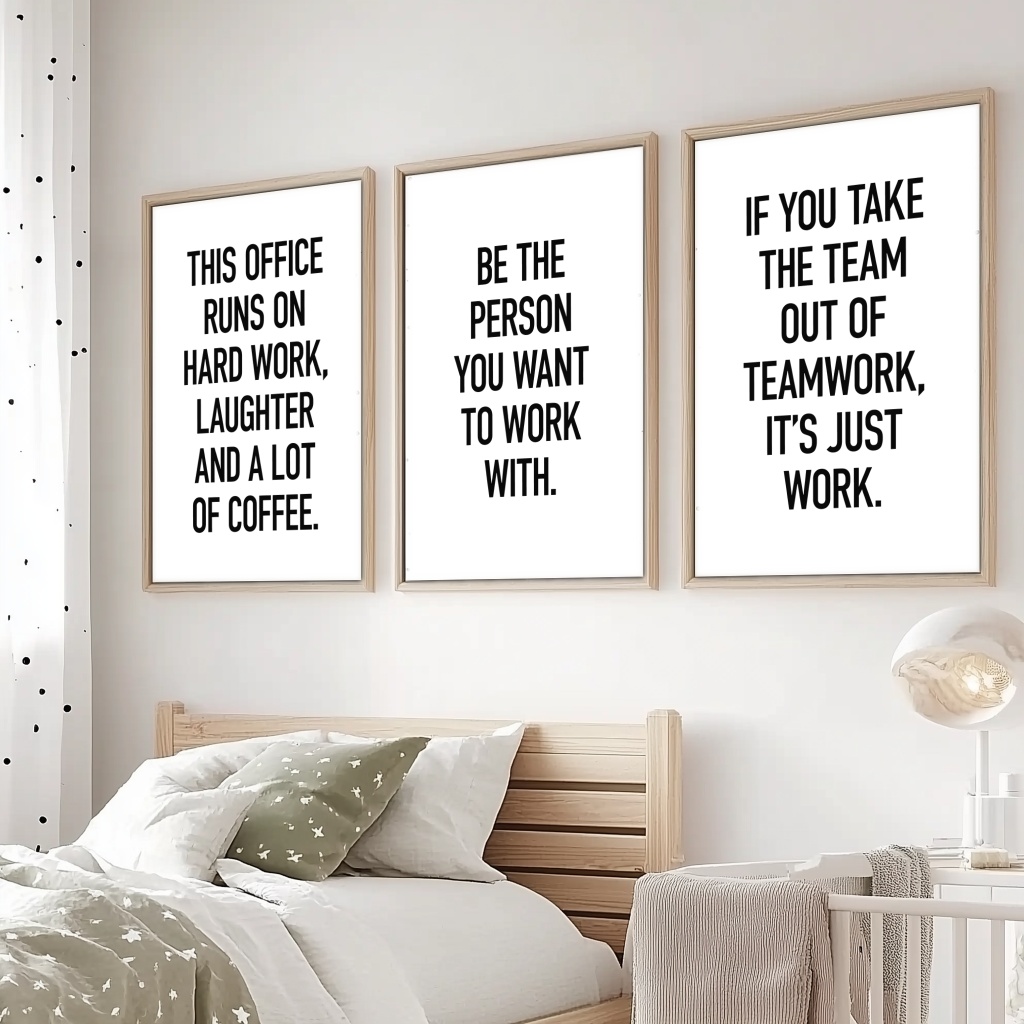 THIS OFFICE
RUNS ON
HARD WORK,
LAUGHTER
AND A LOT
OF COFFEE.
BE THE
PERSON
YOU WANT
TO WORK
WITH.
IF YOU TAKE
THE TEAM
OUT OF
TEAMWORK,
IT'S JUST
WORK.